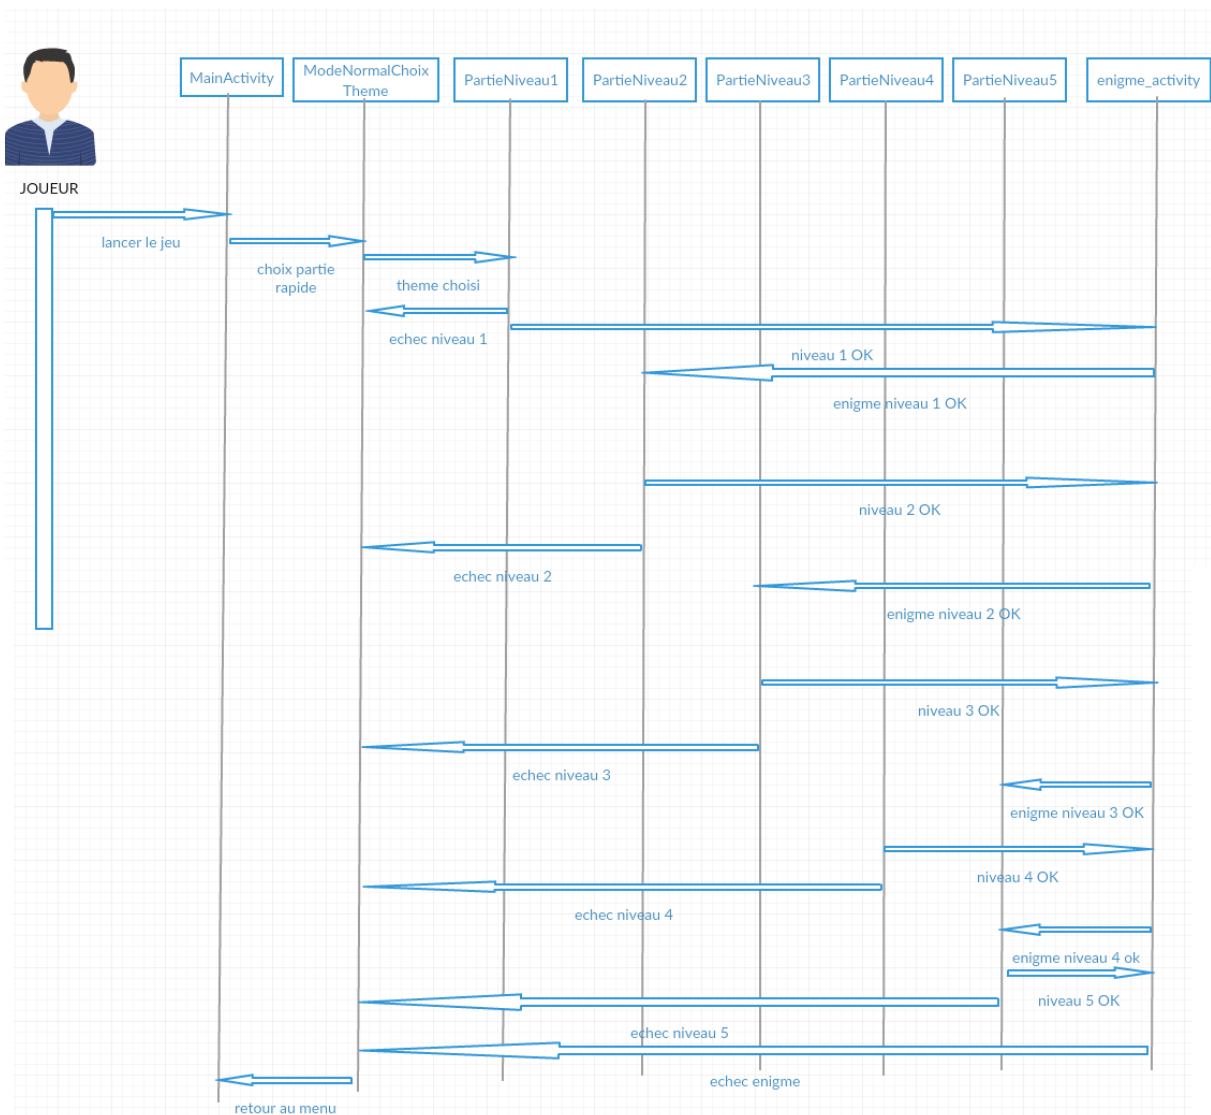 MainActivity
ModeNormalChoix
Theme
PartieNiveau1
PartieNiveau2
PartieNiveau3
PartieNiveau4
PartieNiveau5
enigme_activity
JOUEUR
lancer le jeu
choix partie
rapide
theme choisi
echec niveau 1
niveau 1 OK
enigme niveau 1 OK
niveau 2 OK
echec niveau 2
enigme niveau 2 OK
niveau 3 OK
echec niveau 3
enigme niveau 3 OK
niveau 4 OK
echec niveau 4
enigme niveau 4 ok
niveau 5 OK
echec niveau 5
echec enigme
retour au menu